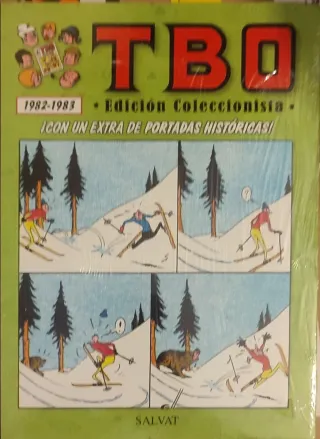 TBO
1982-1983
• Edición Coleccionista •
¡CON UN EXTRA DE PORTADAS HISTÓRICAS!
SALVAT